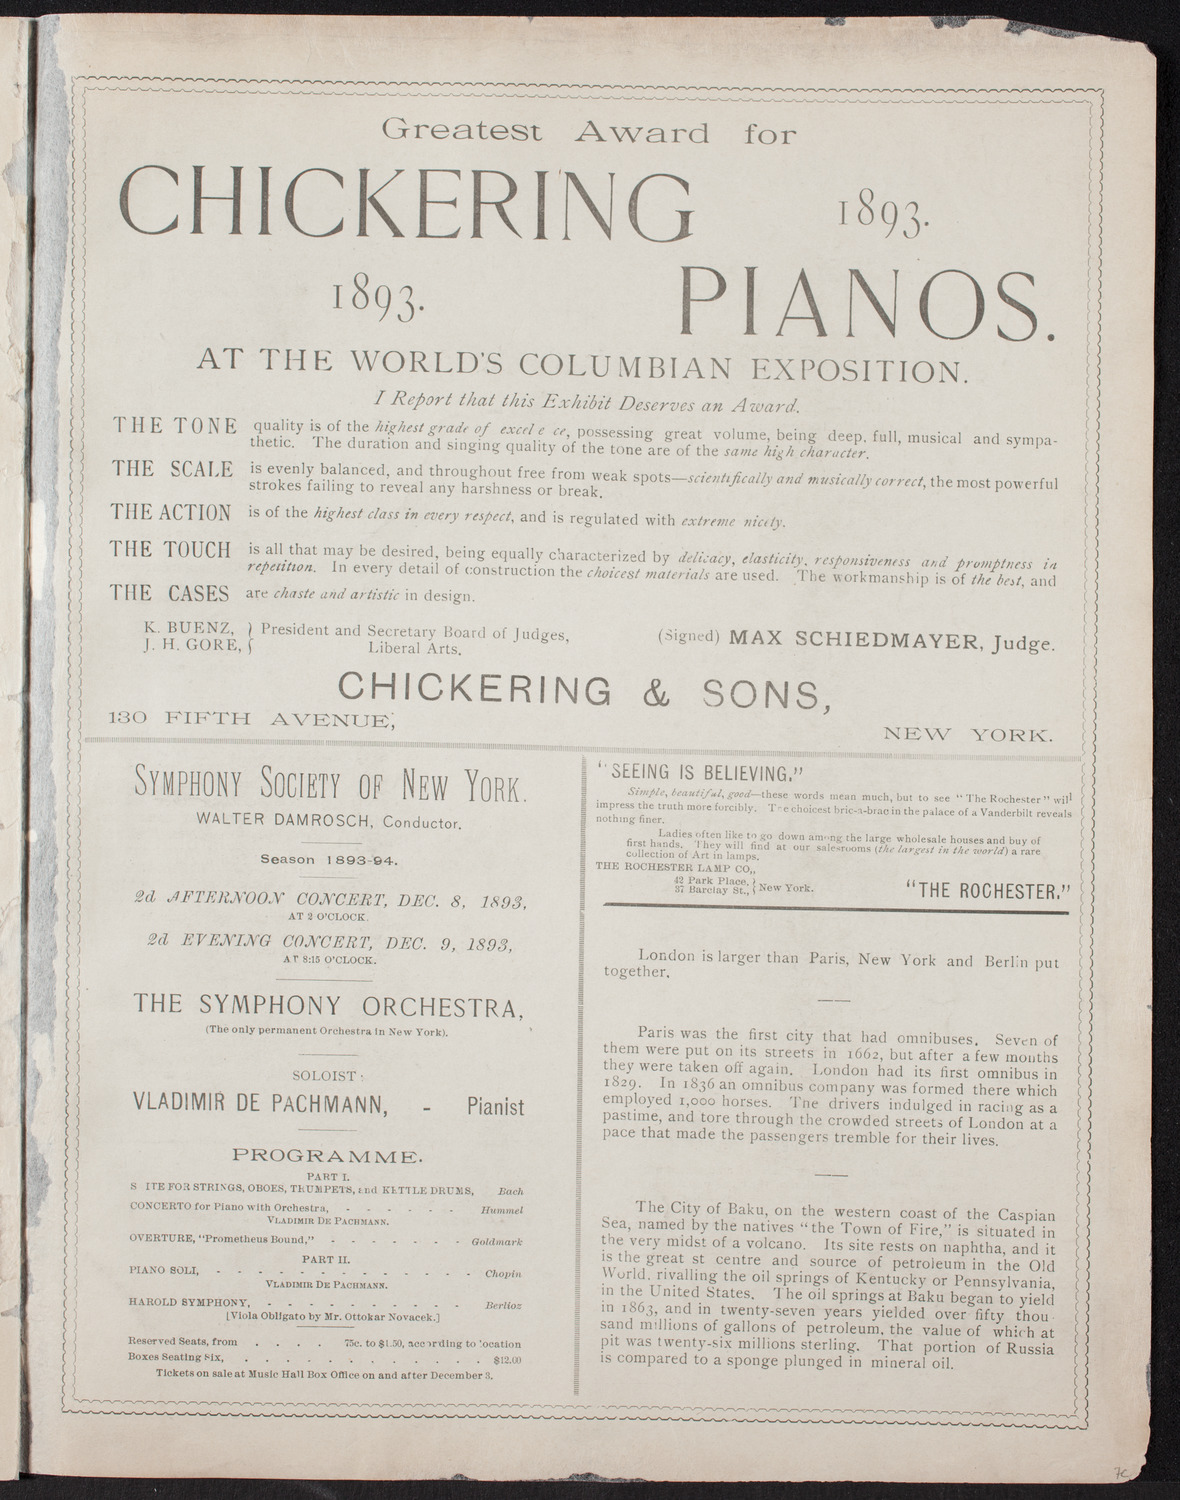 Greatest Award for
CHICKERING 1893.
1893. PIANOS.
AT THE WORLD'S COLUMBIAN EXPOSITION.
I Report that this Exhibit Deserves an Award.
THE TONE quality is of the highest grade of excel e ce, possessing great volume, being deep, full, musical and sympa-
thetic. The duration and singing quality of the tone are of the same high character.
THE SCALE is evenly balanced, and throughout free from weak spots—scientifically and musically correct, the most powerful
strokes failing to reveal any harshness or break.
THE ACTION is of the highest class in every respect, and is regulated with extreme nicety.
THE TOUCH is all that may be desired, being equally characterized by delicacy, elasticity, responsiveness and promptness in
repetition. In every detail of construction the choicest materials are used. The workmanship is of the best, and
THE CASES are chaste and artistic in design.
K. BUENZ, } President and Secretary Board of Judges,
J. H. GORE, { Liberal Arts.
(Signed) MAX SCHIEDMAYER, Judge.
CHICKERING & SONS,
130 FIFTH AVENUE,
NEW YORK.
SYMPHONY SOCIETY OF NEW YORK.
WALTER DAMROSCH, Conductor.
Season 1893-94.
2d AFTERNOON CONCERT, DEC. 8, 1893,
AT 2 O'CLOCK.
2d EVENING CONCERT, DEC. 9, 1893,
AT 8:15 O'CLOCK.
THE SYMPHONY ORCHESTRA,
(The only permanent Orchestra in New York).
SOLOIST:
VLADIMIR DE PACHMANN, - Pianist
PROGRAMME.
PART I.
S ITE FOR STRINGS, OBOES, TRUMPETS, and KETTLE DRUMS, Bach
CONCERTO for Piano with Orchestra, - - - - - - Hummel
VLADIMIR DE PACHMANN.
OVERTURE, "Prometheus Bound," - - - - - - - Goldmark
PART II.
PIANO SOLI, - - - - - - - - - - - - Chopin
VLADIMIR DE PACHMANN.
HAROLD SYMPHONY, - - - - - - - - - Berlioz
[Viola Obligato by Mr. Ottokar Novacek.]
Reserved Seats, from . . . . 75c. to $1.50, according to location
Boxes Seating Six, . . . . . . . . . . . . $12.00
Tickets on sale at Music Hall Box Office on and after December 3.
"SEEING IS BELIEVING."
Simple, beautiful, good—these words mean much, but to see "The Rochester" will
impress the truth more forcibly. T e choicest bric-a-brac in the palace of a Vanderbilt reveals
nothing finer.
Ladies often like to go down among the large wholesale houses and buy of
first hands. They will find at our salesrooms (the largest in the world) a rare
collection of Art in lamps.
THE ROCHESTER LAMP CO.,
42 Park Place, }
37 Barclay St., { New York.
"THE ROCHESTER."
London is larger than Paris, New York and Berlin put
together.
Paris was the first city that had omnibuses. Seven of
them were put on its streets in 1662, but after a few months
they were taken off again. London had its first omnibus in
1829. In 1836 an omnibus company was formed there which
employed 1,000 horses. The drivers indulged in racing as a
pastime, and tore through the crowded streets of London at a
pace that made the passengers tremble for their lives.
The City of Baku, on the western coast of the Caspian
Sea, named by the natives "the Town of Fire," is situated in
the very midst of a volcano. Its site rests on naphtha, and it
is the great st centre and source of petroleum in the Old
World, rivalling the oil springs of Kentucky or Pennsylvania,
in the United States. The oil springs at Baku began to yield
in 1863, and in twenty-seven years yielded over fifty thou-
sand millions of gallons of petroleum, the value of which at
pit was twenty-six millions sterling. That portion of Russia
is compared to a sponge plunged in mineral oil.
7c